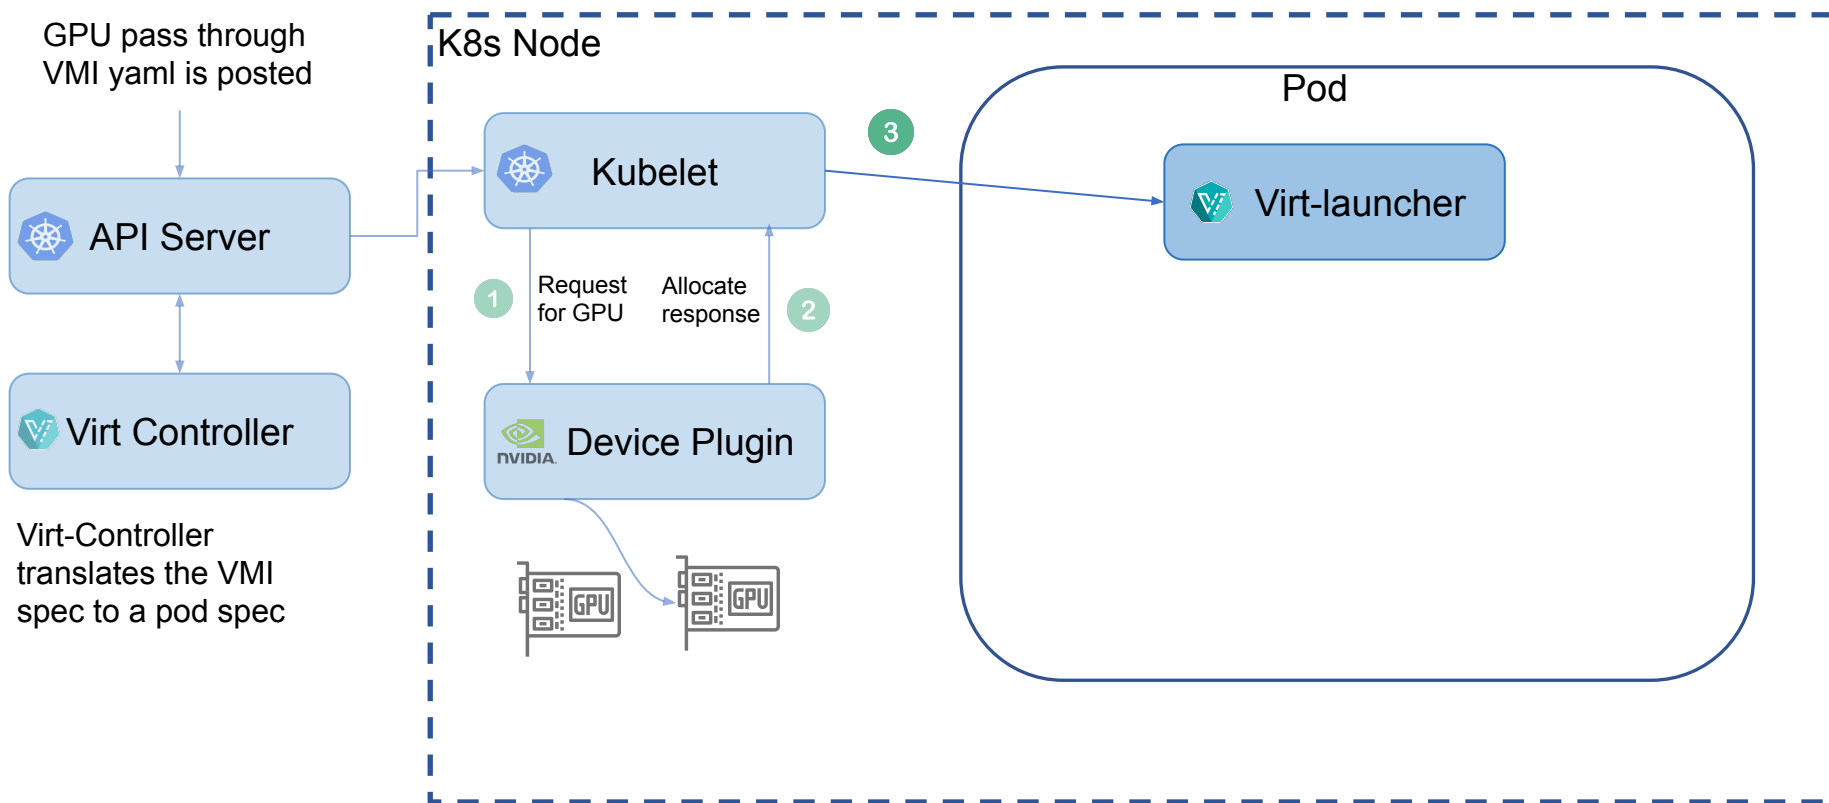 GPU pass through
VMI yaml is posted
K8s Node
Pod
Kubelet
3
Virt-launcher
API Server
1
Request
for GPU
Allocate
response
2
Virt Controller
NVIDIA.
Device Plugin
Virt-Controller
translates the VMI
spec to a pod spec
GPU
GPU